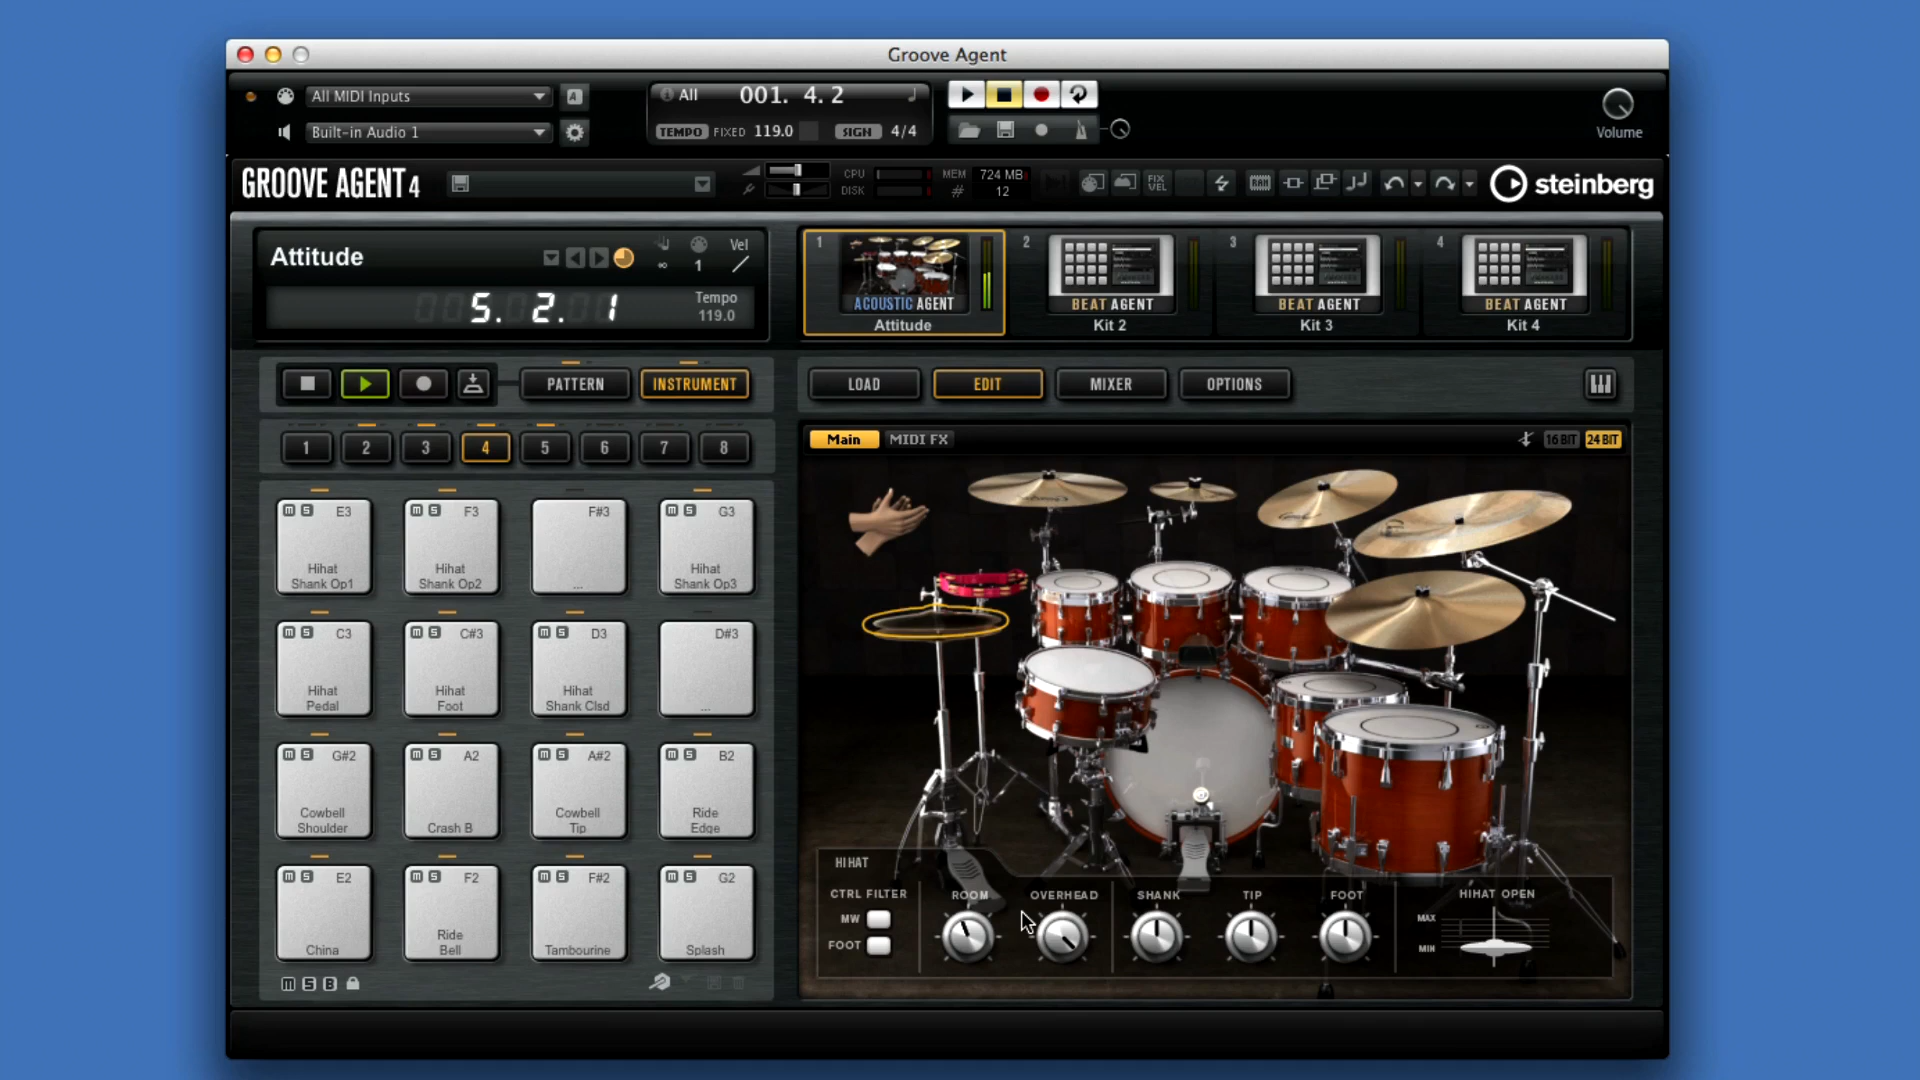 Groove Agent
All MIDI Inputs
A
All 001. 4. 2
Built-in Audio 1
TEMPO FIXED 119.0 SIGN 4/4
Volume
GROOVE AGENT 4
CPU
DISK
MEM
#
724 MB
12
FIX
VEL
RAM
steinberg
Attitude
∞
1
Vel
5. 2. 1
Tempo
119.0
1
ACOUSTIC AGENT
Attitude
2
BEAT AGENT
Kit 2
3
BEAT AGENT
Kit 3
4
BEAT AGENT
Kit 4
PATTERN
INSTRUMENT
LOAD
EDIT
MIXER
OPTIONS
1 2 3 4 5 6 7 8
Main MIDI FX
16 BIT 24 BIT
M S E3
Hihat
Shank Op1
M S F3
Hihat
Shank Op2
F#3
...
M S G3
Hihat
Shank Op3
M S C3
Hihat
Pedal
M S C#3
Hihat
Foot
M S D3
Hihat
Shank Clsd
D#3
...
M S G#2
Cowbell
Shoulder
M S A2
Crash B
M S A#2
Cowbell
Tip
M S B2
Ride
Edge
M S E2
China
M S F2
Ride
Bell
M S F#2
Tambourine
M S G2
Splash
M S B
HIHAT
CTRL FILTER
MW
FOOT
ROOM
OVERHEAD
SHANK
TIP
FOOT
HIHAT OPEN
MAX
MIN